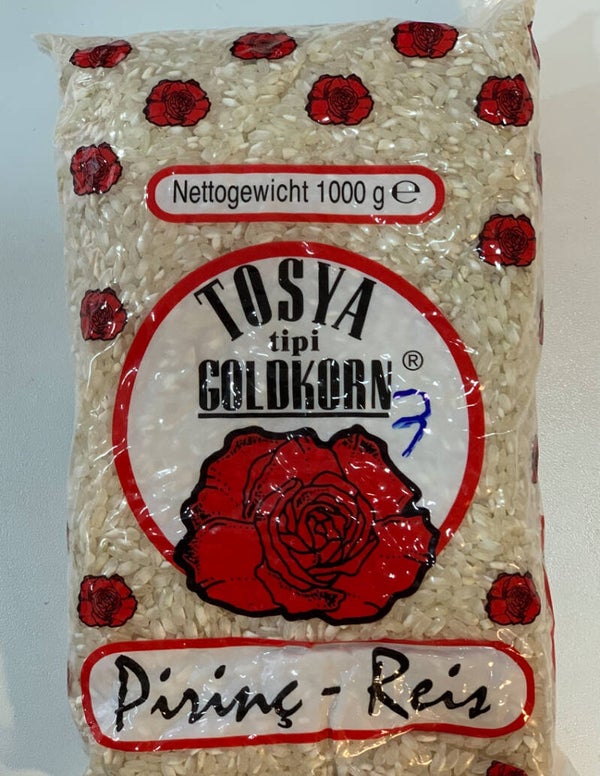 Nettogewicht 1000 g ℮
TOSYA
tipi
GOLDKORN ®
Pirinç - Reis